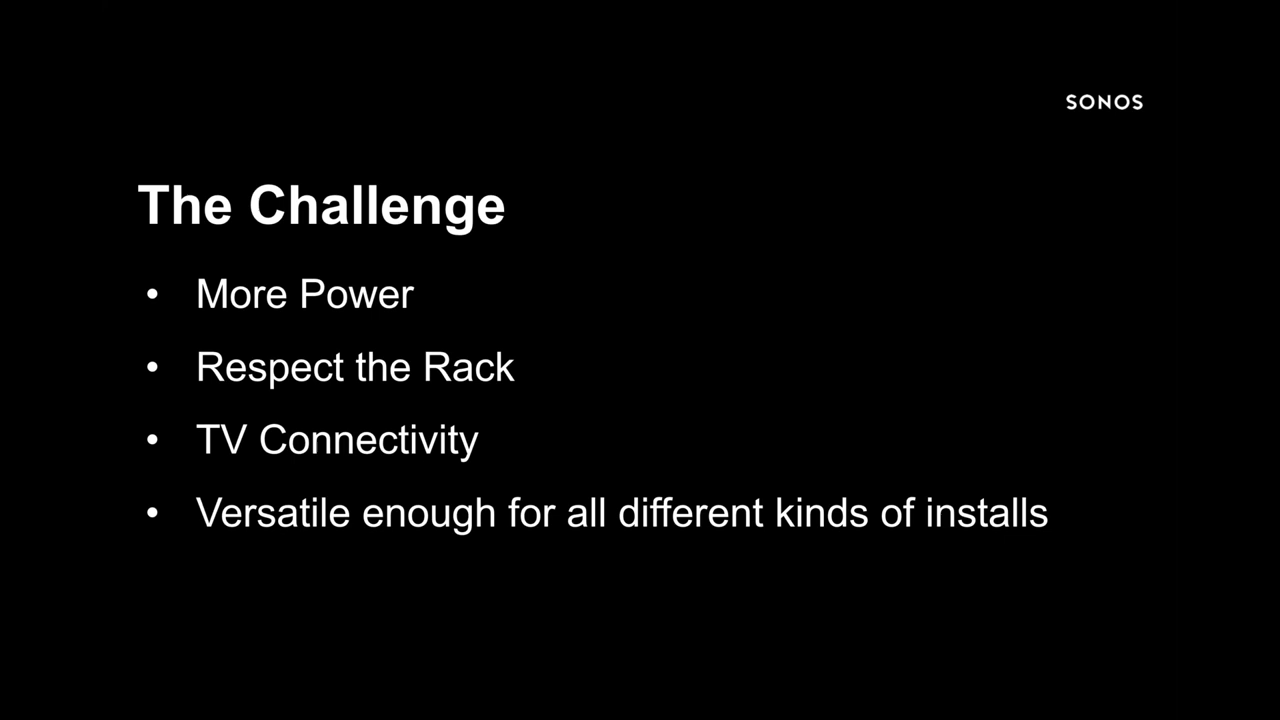 SONOS
The Challenge
• More Power
• Respect the Rack
• TV Connectivity
• Versatile enough for all different kinds of installs